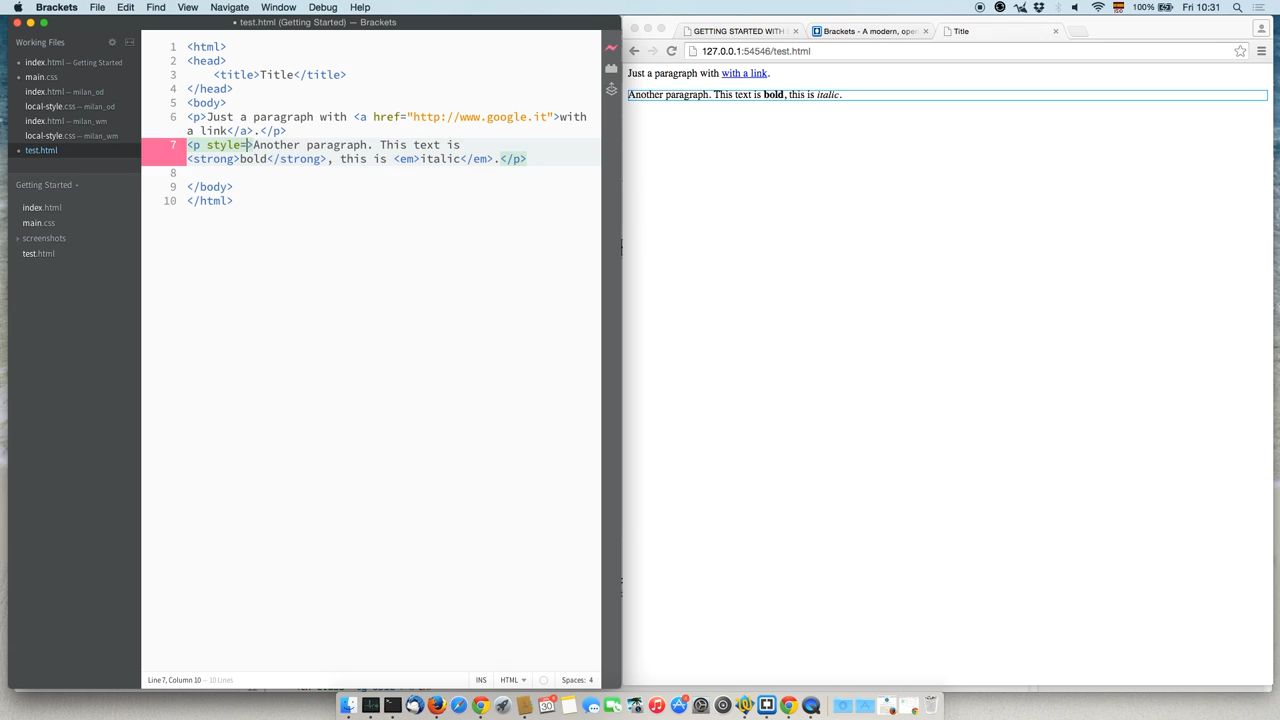 Brackets File Edit Find View Navigate Window Debug Help
100% Fri 10:31
test.html (Getting Started) — Brackets
Working Files
index.html — Getting Started
main.css
index.html — milan_od
local-style.css — milan_od
index.html — milan_wm
local-style.css — milan_wm
test.html
Getting Started
index.html
main.css
screenshots
test.html
1 <html>
2 <head>
3 <title>Title</title>
4 </head>
5 <body>
6 <p>Just a paragraph with <a href="http://www.google.it">with
a link</a>.</p>
7 <p style=>Another paragraph. This text is
<strong>bold</strong>, this is <em>italic</em>.</p>
8
9 </body>
10 </html>
Line 7, Column 10 — 10 Lines
INS HTML Spaces: 4
GETTING STARTED WITH
Brackets - A modern, ope
Title
127.0.0.1:54546/test.html
Just a paragraph with with a link.
Another paragraph. This text is bold, this is italic.
30